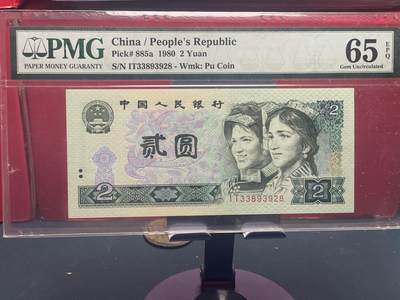 PMG
PAPER MONEY GUARANTY
China / People's Republic
Pick# 885a 1980 2 Yuan
S/N IT33893928 - Wmk: Pu Coin
65 EPQ
Gem Uncirculated
中国人民银行
2
贰圆
2
IT33893928